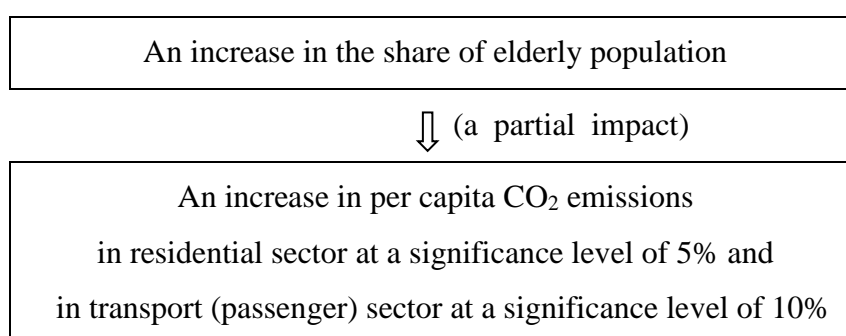 An increase in the share of elderly population
(a partial impact)
An increase in per capita CO₂ emissions
in residential sector at a significance level of 5% and
in transport (passenger) sector at a significance level of 10%